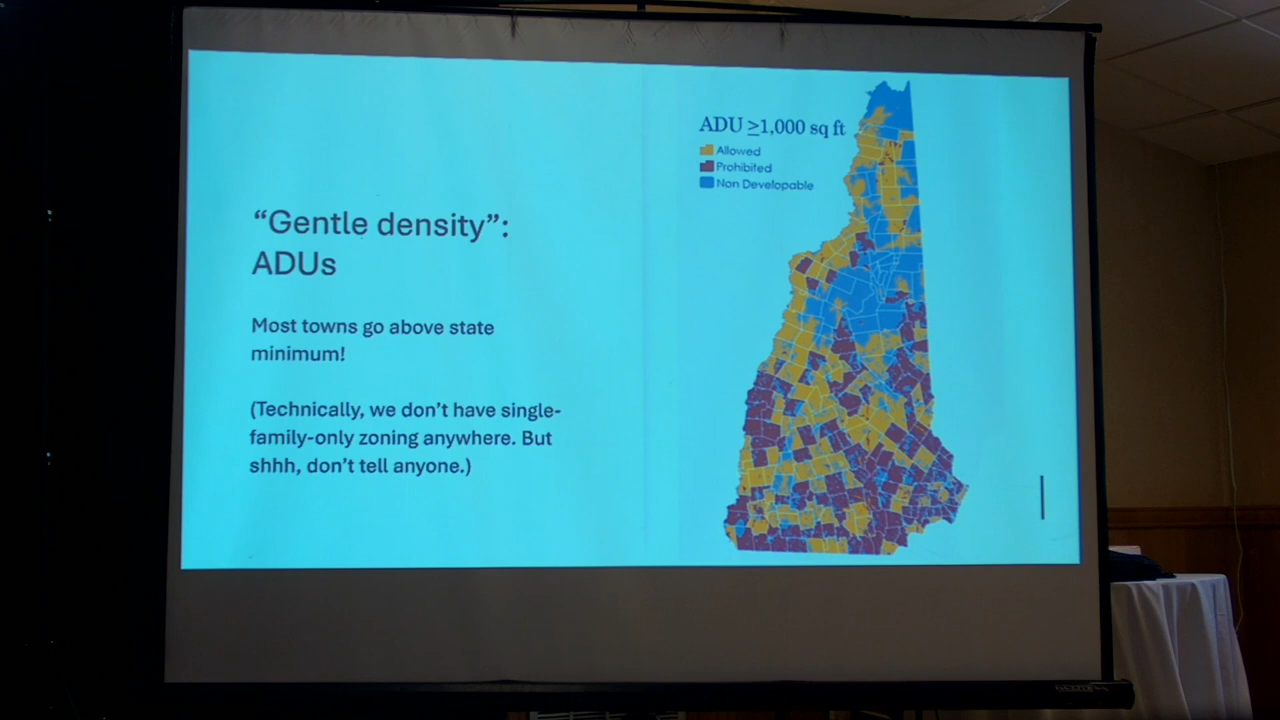 "Gentle density":
ADUs
Most towns go above state
minimum!
(Technically, we don't have single-
family-only zoning anywhere. But
shhh, don't tell anyone.)
ADU ≥1,000 sq ft
Allowed
Prohibited
Non Developable